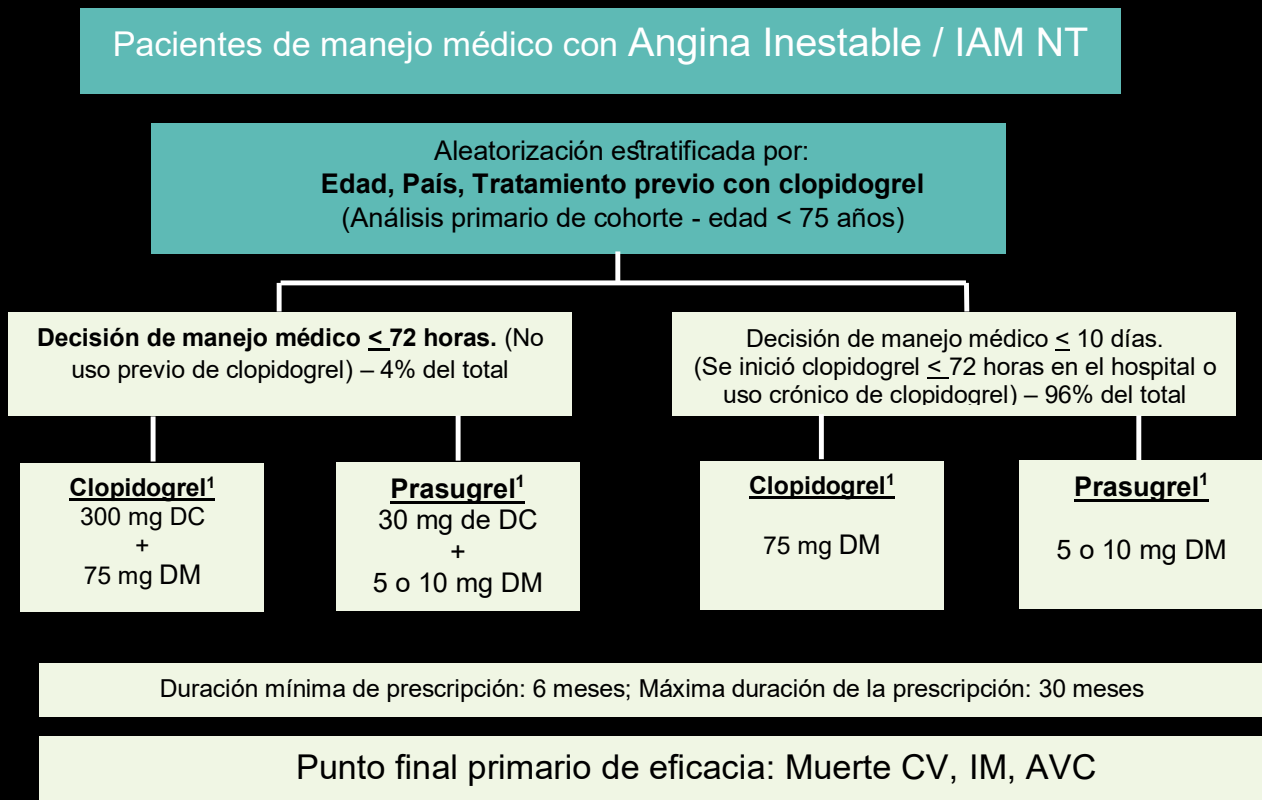 Pacientes de manejo médico con Angina Inestable / IAM NT
Aleatorización estratificada por:
Edad, País, Tratamiento previo con clopidogrel
(Análisis primario de cohorte - edad < 75 años)
Decisión de manejo médico < 72 horas. (No
uso previo de clopidogrel) – 4% del total
Decisión de manejo médico < 10 días.
(Se inició clopidogrel < 72 horas en el hospital o
uso crónico de clopidogrel) – 96% del total
Clopidogrel¹
300 mg DC
+
75 mg DM
Prasugrel¹
30 mg de DC
+
5 o 10 mg DM
Clopidogrel¹
75 mg DM
Prasugrel¹
5 o 10 mg DM
Duración mínima de prescripción: 6 meses; Máxima duración de la prescripción: 30 meses
Punto final primario de eficacia: Muerte CV, IM, AVC